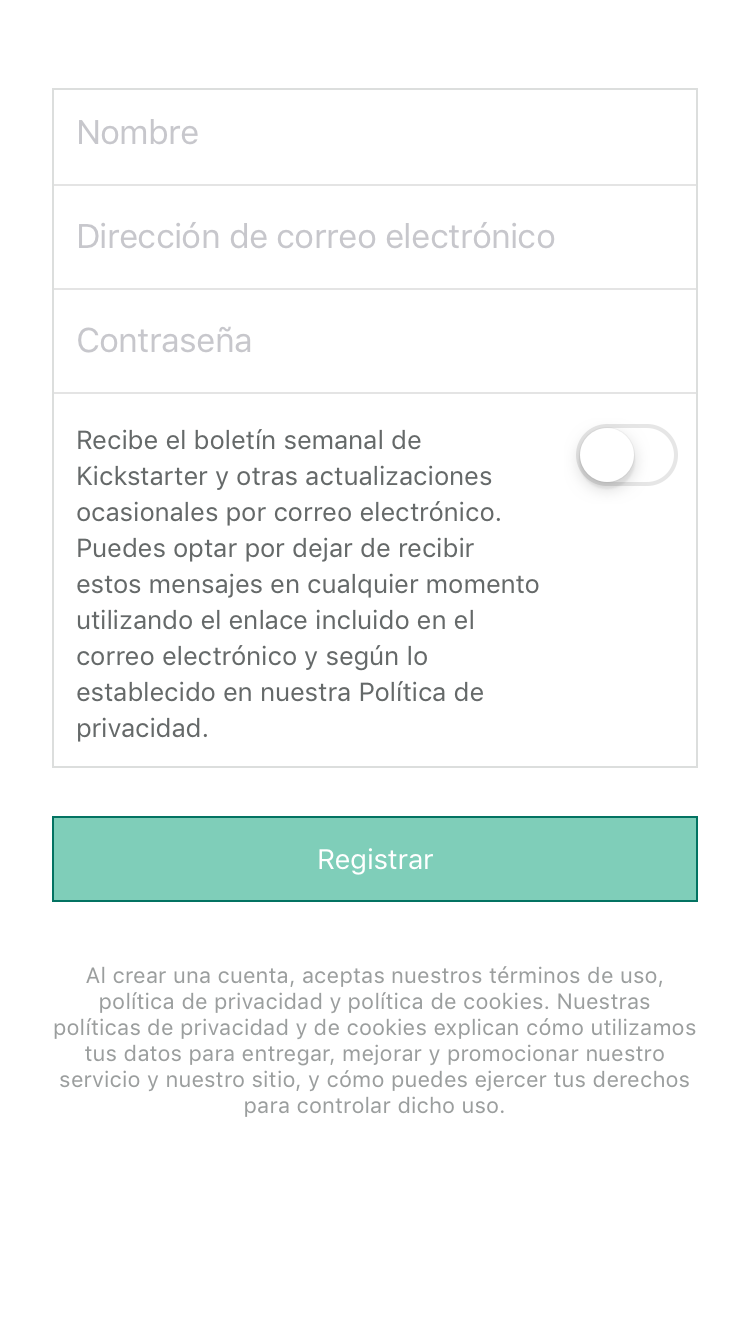 Nombre
Dirección de correo electrónico
Contraseña
Recibe el boletín semanal de
Kickstarter y otras actualizaciones
ocasionales por correo electrónico.
Puedes optar por dejar de recibir
estos mensajes en cualquier momento
utilizando el enlace incluido en el
correo electrónico y según lo
establecido en nuestra Política de
privacidad.
Registrar
Al crear una cuenta, aceptas nuestros términos de uso,
política de privacidad y política de cookies. Nuestras
políticas de privacidad y de cookies explican cómo utilizamos
tus datos para entregar, mejorar y promocionar nuestro
servicio y nuestro sitio, y cómo puedes ejercer tus derechos
para controlar dicho uso.